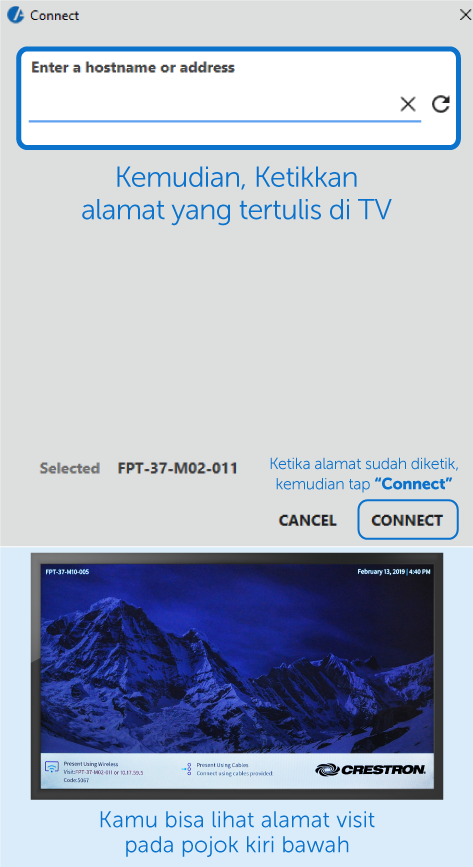 Connect
Enter a hostname or address
Kemudian, Ketikkan
alamat yang tertulis di TV
Selected FPT-37-M02-011
Ketika alamat sudah diketik,
kemudian tap “Connect”
CANCEL CONNECT
FPT-37-M10-005 February 13, 2019 | 4:40 PM
Present Using Wireless
Visit: FPT-37-M02-011 or 10.17.59.5
Code: 5067
Present Using Cables
Connect using cables provided.
CRESTRON
Kamu bisa lihat alamat visit
pada pojok kiri bawah